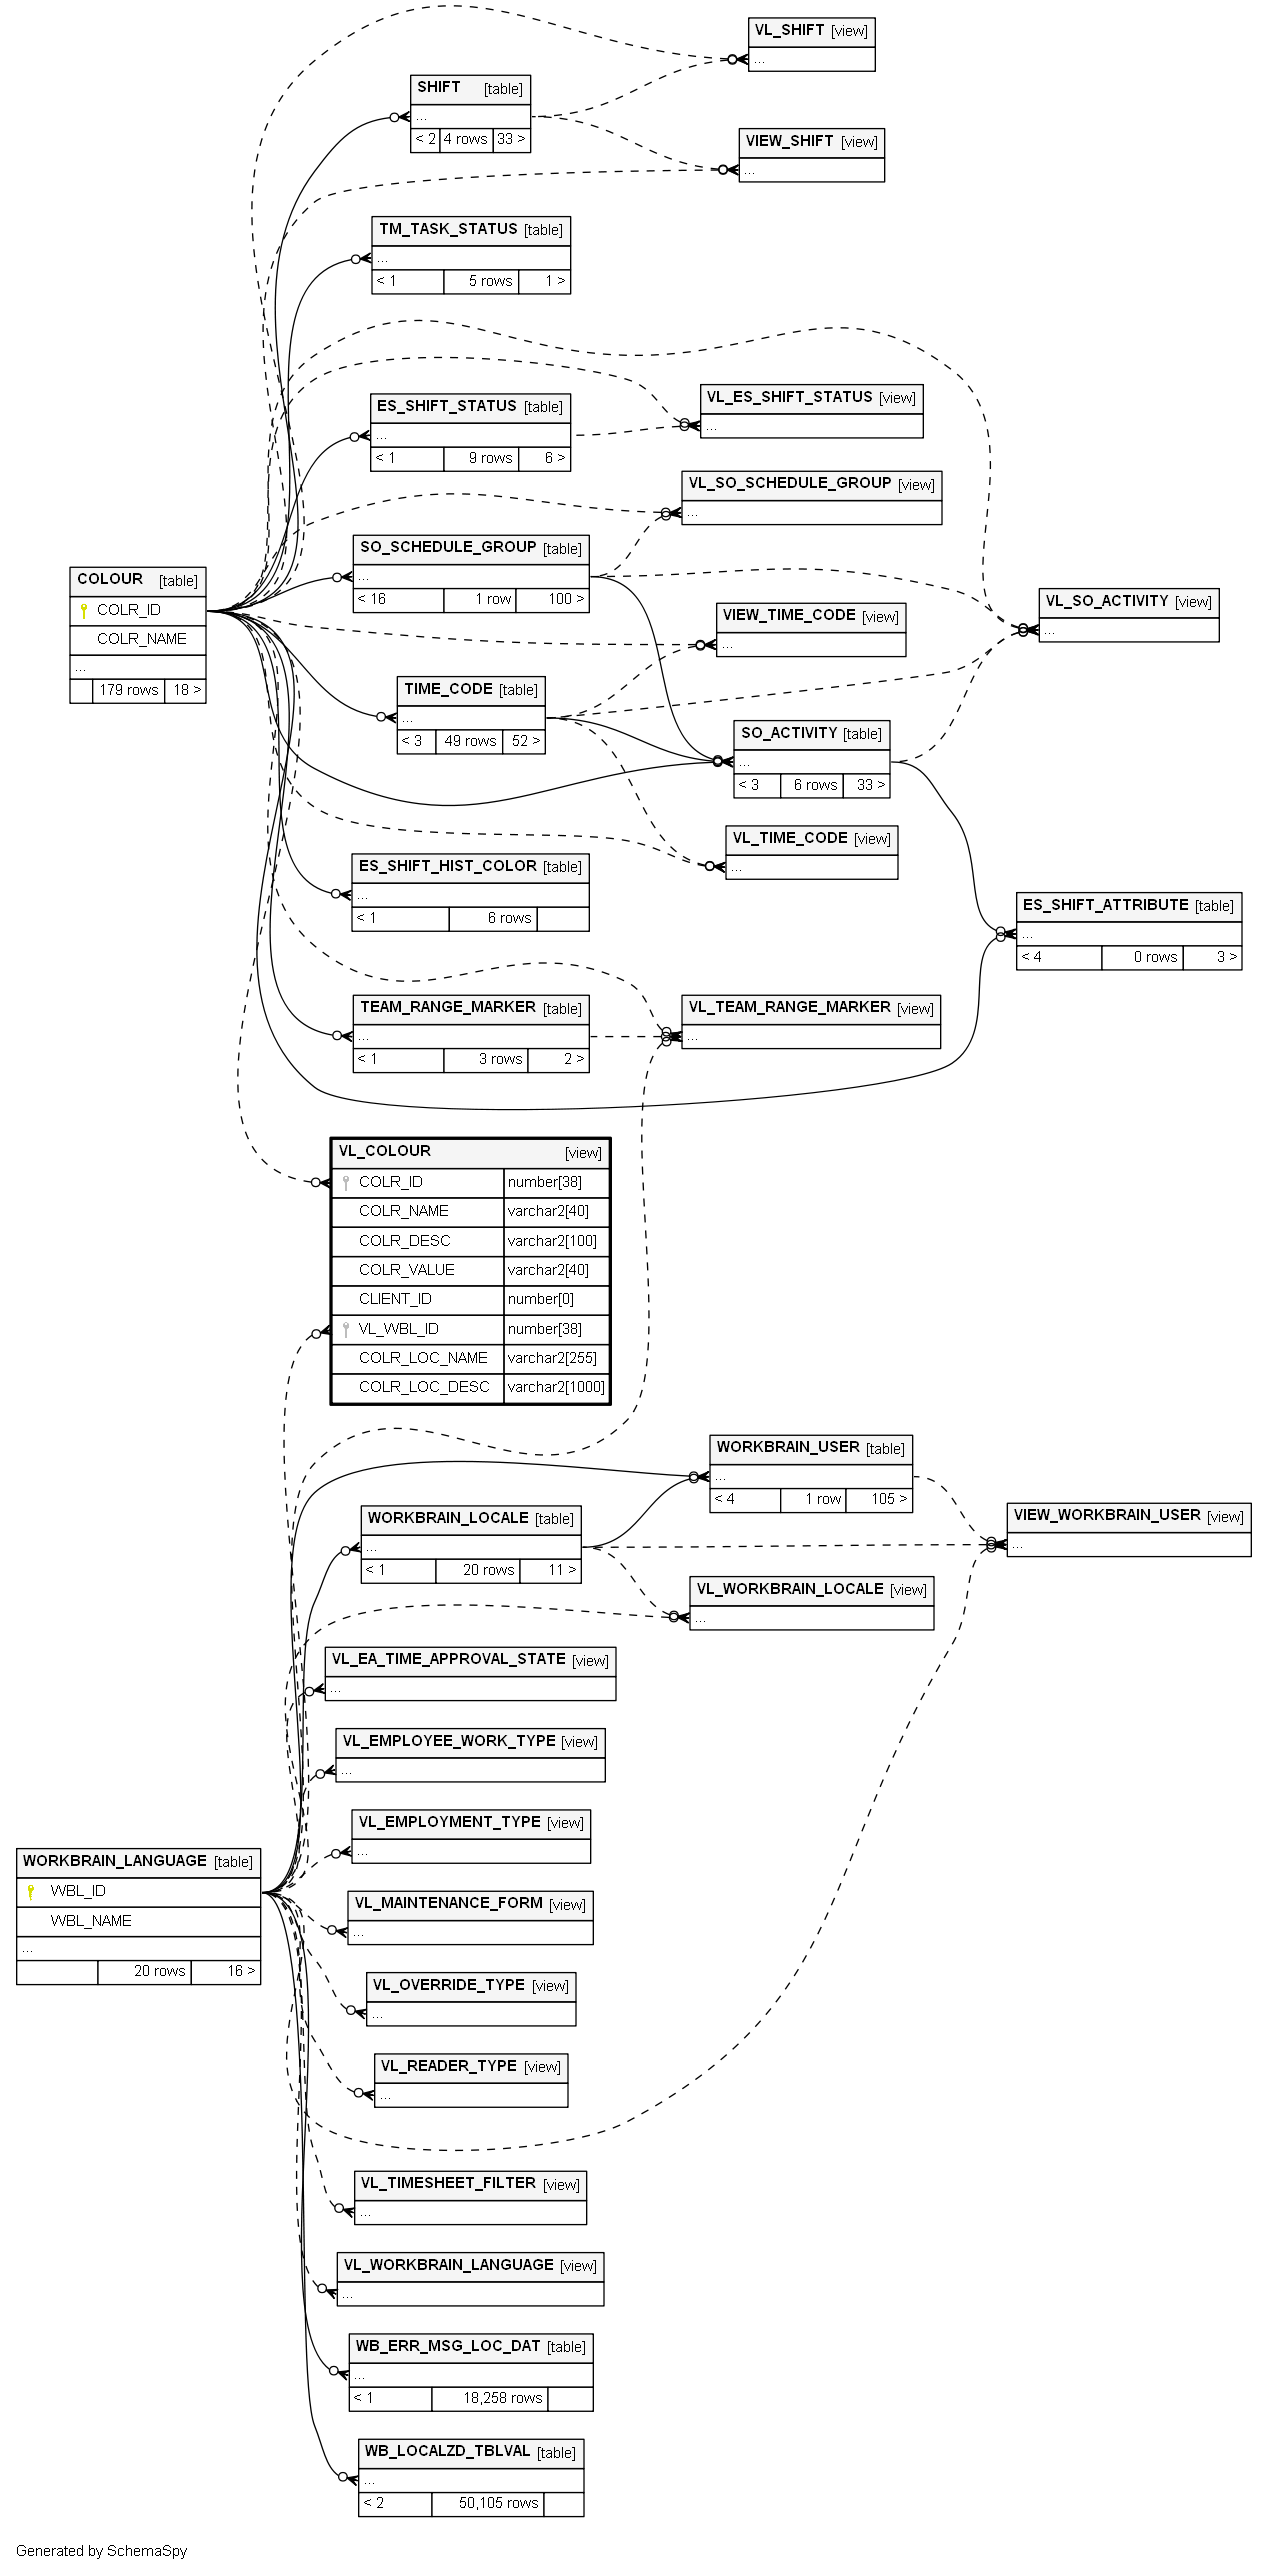 VL_SHIFT [view]
...
SHIFT [table]
...
< 2 4 rows 33 >
VIEW_SHIFT [view]
...
TM_TASK_STATUS [table]
...
< 1 5 rows 1 >
VL_ES_SHIFT_STATUS [view]
...
ES_SHIFT_STATUS [table]
...
< 1 9 rows 6 >
VL_SO_SCHEDULE_GROUP [view]
...
SO_SCHEDULE_GROUP [table]
...
< 16 1 row 100 >
COLOUR [table]
COLR_ID
COLR_NAME
...
179 rows 18 >
VL_SO_ACTIVITY [view]
...
VIEW_TIME_CODE [view]
...
TIME_CODE [table]
...
< 3 49 rows 52 >
SO_ACTIVITY [table]
...
< 3 6 rows 33 >
VL_TIME_CODE [view]
...
ES_SHIFT_HIST_COLOR [table]
...
< 1 6 rows
ES_SHIFT_ATTRIBUTE [table]
...
< 4 0 rows 3 >
TEAM_RANGE_MARKER [table]
...
< 1 3 rows 2 >
VL_TEAM_RANGE_MARKER [view]
...
VL_COLOUR [view]
COLR_ID number[38]
COLR_NAME varchar2[40]
COLR_DESC varchar2[100]
COLR_VALUE varchar2[40]
CLIENT_ID number[0]
VL_WBL_ID number[38]
COLR_LOC_NAME varchar2[255]
COLR_LOC_DESC varchar2[1000]
WORKBRAIN_USER [table]
...
< 4 1 row 105 >
WORKBRAIN_LOCALE [table]
...
< 1 20 rows 11 >
VIEW_WORKBRAIN_USER [view]
...
VL_WORKBRAIN_LOCALE [view]
...
VL_EA_TIME_APPROVAL_STATE [view]
...
VL_EMPLOYEE_WORK_TYPE [view]
...
VL_EMPLOYMENT_TYPE [view]
...
WORKBRAIN_LANGUAGE [table]
WBL_ID
WBL_NAME
...
20 rows 16 >
VL_MAINTENANCE_FORM [view]
...
VL_OVERRIDE_TYPE [view]
...
VL_READER_TYPE [view]
...
VL_TIMESHEET_FILTER [view]
...
VL_WORKBRAIN_LANGUAGE [view]
...
WB_ERR_MSG_LOC_DAT [table]
...
< 1 18,258 rows
WB_LOCALZD_TBLVAL [table]
...
< 2 50,105 rows
Generated by SchemaSpy